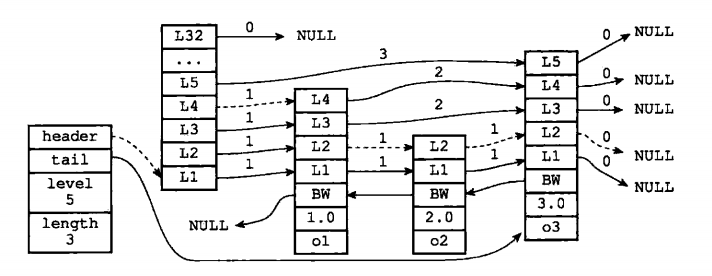 header
tail
level
5
length
3
L32
...
L5
L4
L3
L2
L1
0
NULL
3
1
1
1
1
L4
L3
L2
L1
BW
1.0
o1
NULL
2
2
1
1
L2
L1
BW
2.0
o2
1
1
L5
L4
L3
L2
L1
BW
3.0
o3
0
NULL
0
NULL
0
NULL
0
NULL
0
NULL